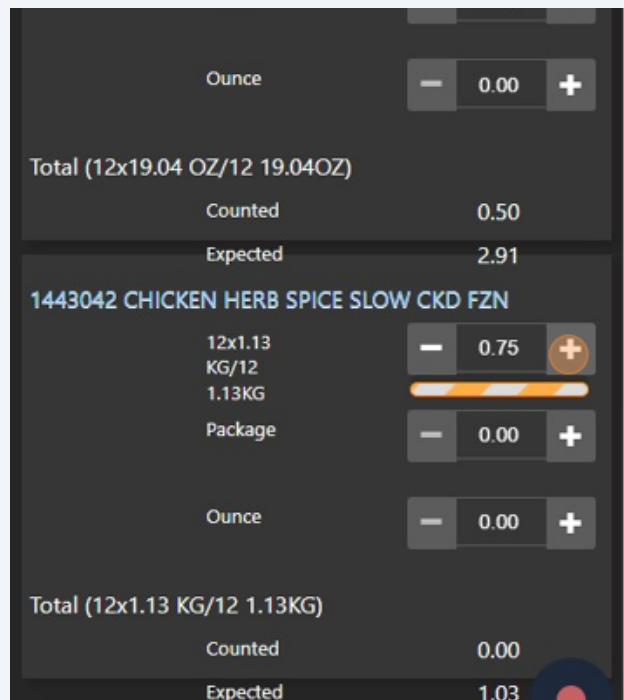 Ounce
− 0.00 +
Total (12x19.04 OZ/12 19.04OZ)
Counted 0.50
Expected 2.91
1443042 CHICKEN HERB SPICE SLOW CKD FZN
12x1.13
KG/12
1.13KG
− 0.75 +
Package
− 0.00 +
Ounce
− 0.00 +
Total (12x1.13 KG/12 1.13KG)
Counted 0.00
Expected 1.03